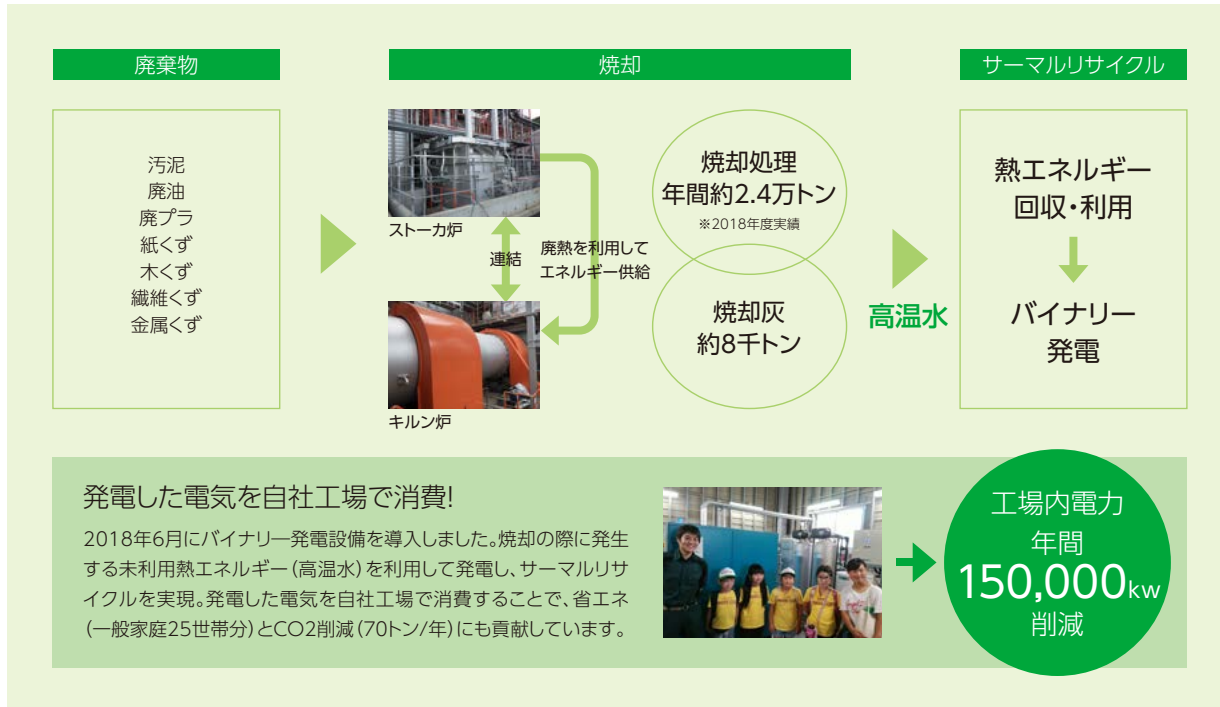 廃棄物
汚泥
廃油
廃プラ
紙くず
木くず
繊維くず
金属くず
焼却
ストーカ炉
連結
廃熱を利用して
エネルギー供給
キルン炉
焼却処理
年間約2.4万トン
※2018年度実績
焼却灰
約8千トン
高温水
サーマルリサイクル
熱エネルギー
回収・利用
バイナリー
発電
発電した電気を自社工場で消費!
2018年6月にバイナリ―発電設備を導入しました。焼却の際に発生
する未利用熱エネルギー(高温水)を利用して発電し、サーマルリサ
イクルを実現。発電した電気を自社工場で消費することで、省エネ
(一般家庭25世帯分)とCO2削減(70トン/年)にも貢献しています。
工場内電力
年間
150,000kw
削減